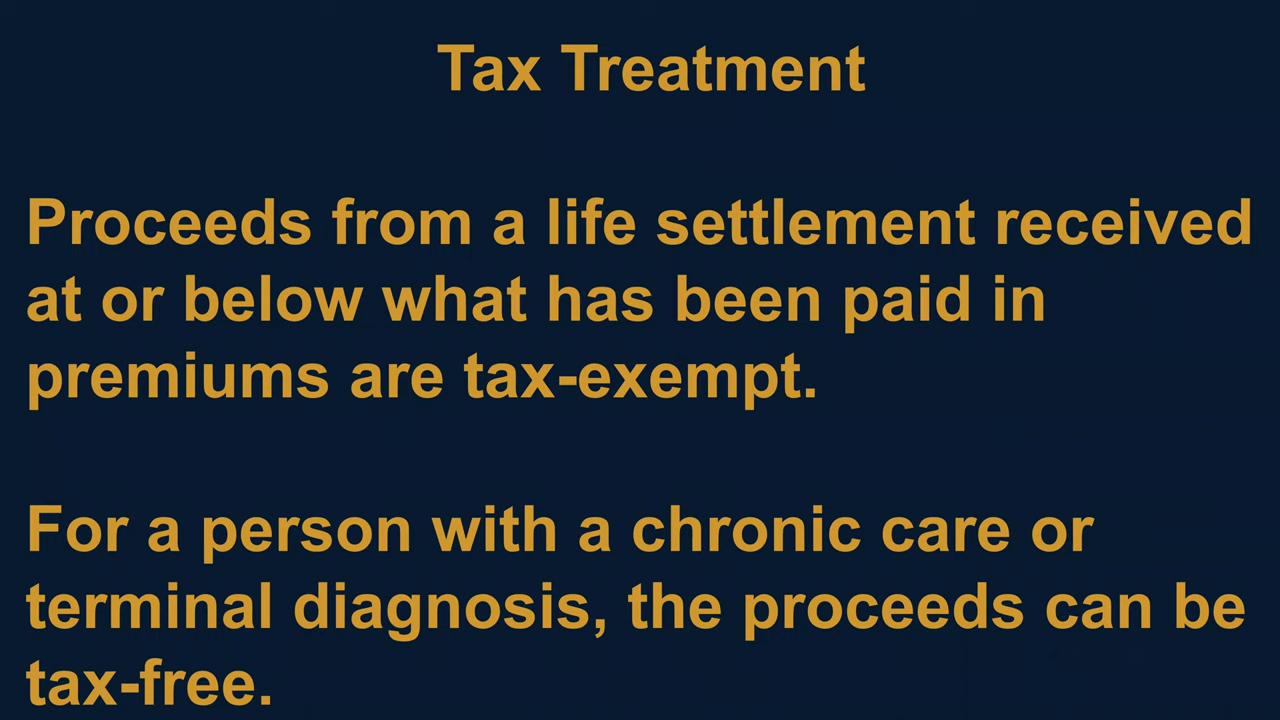 Tax Treatment
Proceeds from a life settlement received
at or below what has been paid in
premiums are tax-exempt.
For a person with a chronic care or
terminal diagnosis, the proceeds can be
tax-free.